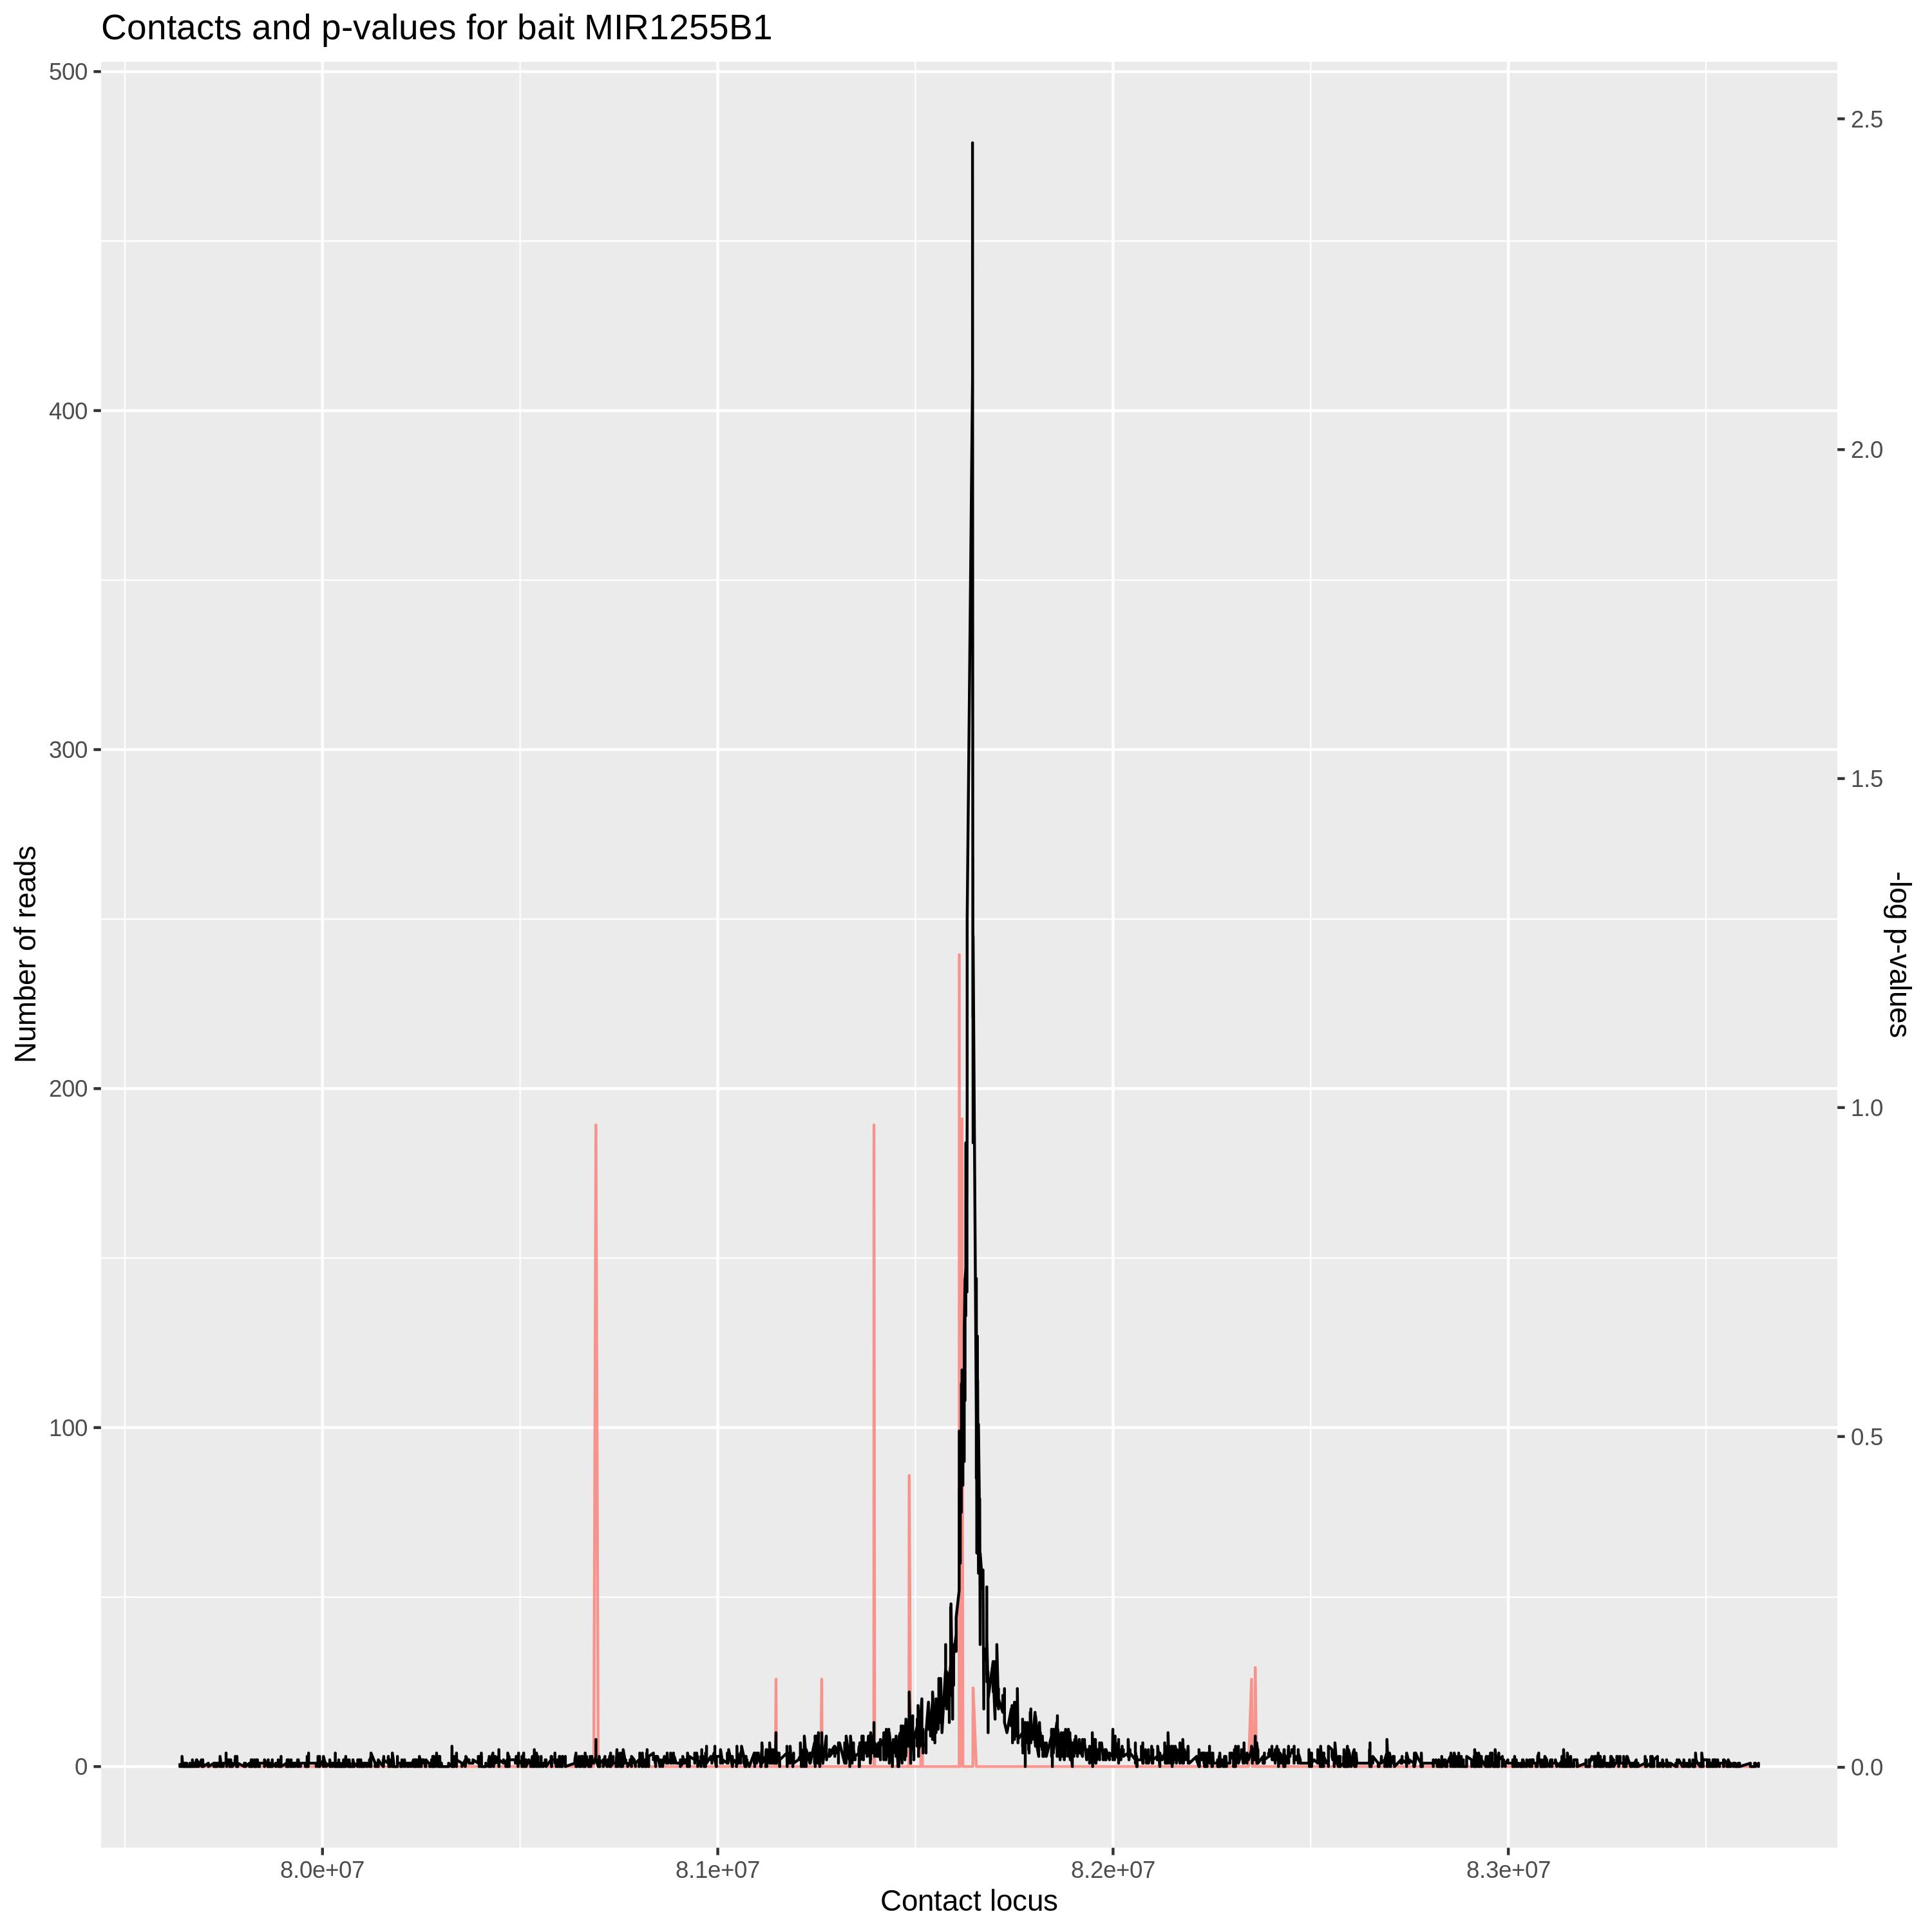 Contacts and p-values for bait MIR1255B1
500
400
300
200
100
0
Number of reads
2.5
2.0
1.5
1.0
0.5
0.0
-log p-values
8.0e+07
8.1e+07
8.2e+07
8.3e+07
Contact locus